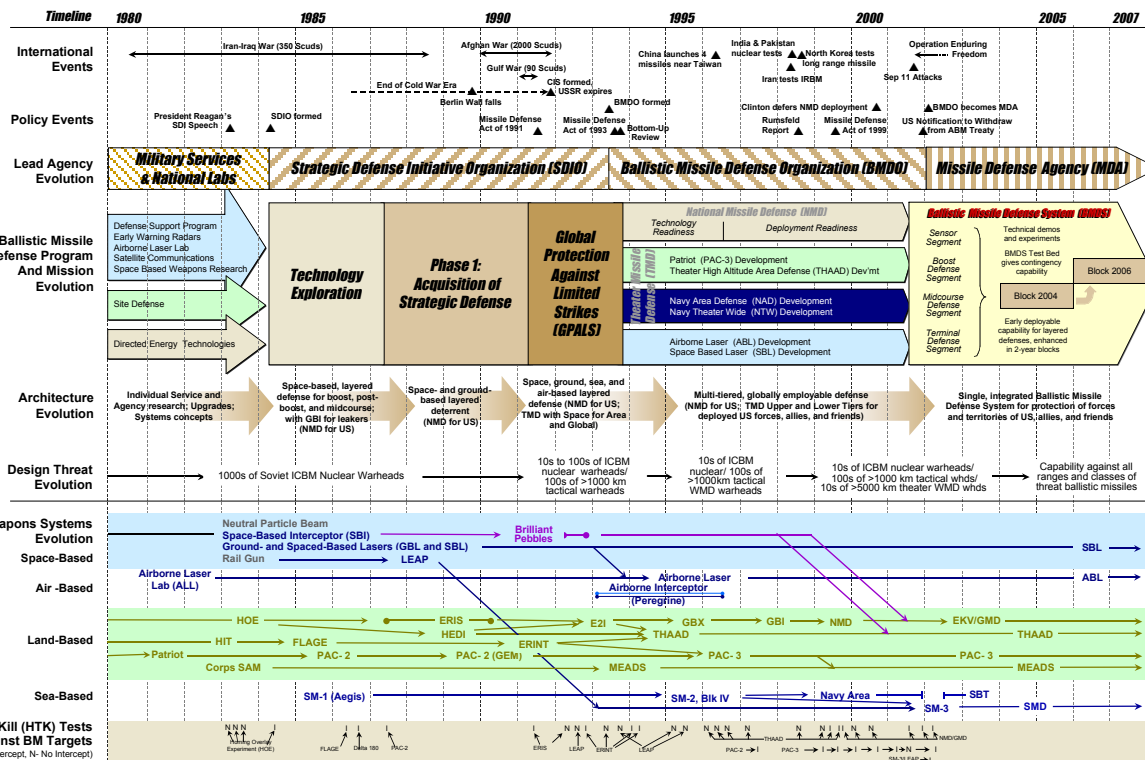 Timeline 1980 1985 1990 1995 2000 2005 2007
International
Events
Iran-Iraq War (350 Scuds)
Afghan War (2000 Scuds)
Gulf War (90 Scuds)
End of Cold War Era
Berlin Wall falls
CIS formed,
USSR expires
China launches 4
missiles near Taiwan
India & Pakistan
nuclear tests
North Korea tests
long range missile
Iran tests IRBM
Operation Enduring
Freedom
Sep 11 Attacks
Policy Events
President Reagan's
SDI Speech
SDIO formed
Missile Defense
Act of 1991
BMDO formed
Missile Defense
Act of 1993
Bottom-Up
Review
Clinton defers NMD deployment
Rumsfeld
Report
Missile Defense
Act of 1999
BMDO becomes MDA
US Notification to Withdraw
from ABM Treaty
Lead Agency
Evolution
Military Services
& National Labs
Strategic Defense Initiative Organization (SDIO)
Ballistic Missile Defense Organization (BMDO)
Missile Defense Agency (MDA)
Ballistic Missile
efense Program
And Mission
Evolution
Defense Support Program
Early Warning Radars
Airborne Laser Lab
Satellite Communications
Space Based Weapons Research
Site Defense
Directed Energy Technologies
Technology
Exploration
Phase 1:
Acquisition of
Strategic Defense
Global
Protection
Against
Limited
Strikes
(GPALS)
National Missile Defense (NMD)
Technology
Readiness
Deployment Readiness
Theater Missile
Defense (TMD)
Patriot (PAC-3) Development
Theater High Altitude Area Defense (THAAD) Dev'mt
Navy Area Defense (NAD) Development
Navy Theater Wide (NTW) Development
Airborne Laser (ABL) Development
Space Based Laser (SBL) Development
Ballistic Missile Defense System (BMDS)
Sensor
Segment
Boost
Defense
Segment
Midcourse
Defense
Segment
Terminal
Defense
Segment
Technical demos
and experiments
BMDS Test Bed
gives contingency
capability
Block 2006
Block 2004
Early deployable
capability for layered
defenses, enhanced
in 2-year blocks
Architecture
Evolution
Individual Service and
Agency research; Upgrades;
Systems concepts
Space-based, layered
defense for boost, post-
boost, and midcourse;
with GBI for leakers
(NMD for US)
Space- and ground-
based layered
deterrent
(NMD for US)
Space, ground, sea, and
air-based layered
defense (NMD for US;
TMD with Space for Area
and Global)
Multi-tiered, globally employable defense
(NMD for US; TMD Upper and Lower Tiers for
deployed US forces, allies, and friends)
Single, integrated Ballistic Missile
Defense System for protection of forces
and territories of US, allies, and friends
Design Threat
Evolution
1000s of Soviet ICBM Nuclear Warheads
10s to 100s of ICBM
nuclear warheads/
100s of >1000 km
tactical warheads
10s of ICBM
nuclear/ 100s of
>1000km tactical
WMD warheads
10s of ICBM nuclear warheads/
100s of >1000 km tactical whds/
10s of >5000 km theater WMD whds
Capability against all
ranges and classes of
threat ballistic missiles
apons Systems
Evolution
Space-Based
Neutral Particle Beam
Space-Based Interceptor (SBI)
Ground- and Spaced-Based Lasers (GBL and SBL)
Rail Gun LEAP
Brilliant
Pebbles
SBL
Air -Based
Airborne Laser
Lab (ALL)
Airborne Laser
Airborne Interceptor
(Peregrine)
ABL
Land-Based
HOE ERIS E2I GBX GBI NMD EKV/GMD
HEDI THAAD THAAD
HIT FLAGE ERINT
Patriot PAC- 2 PAC- 2 (GEM) PAC- 3 PAC- 3
Corps SAM MEADS MEADS
Sea-Based
SM-1 (Aegis) SM-2, Blk IV Navy Area SBT
SM-3 SMD
Kill (HTK) Tests
nst BM Targets
ercept, N- No Intercept)
N N N I I I I I N N I N N I I N N N N N N N N I I N N I I I I
Homing Overlay
Experiment (HOE)
FLAGE Delta 180 PAC-2
ERIS LEAP ERINT LEAP
THAAD NMD/GMD
PAC-2 I PAC-3 I I I I I
I I N I